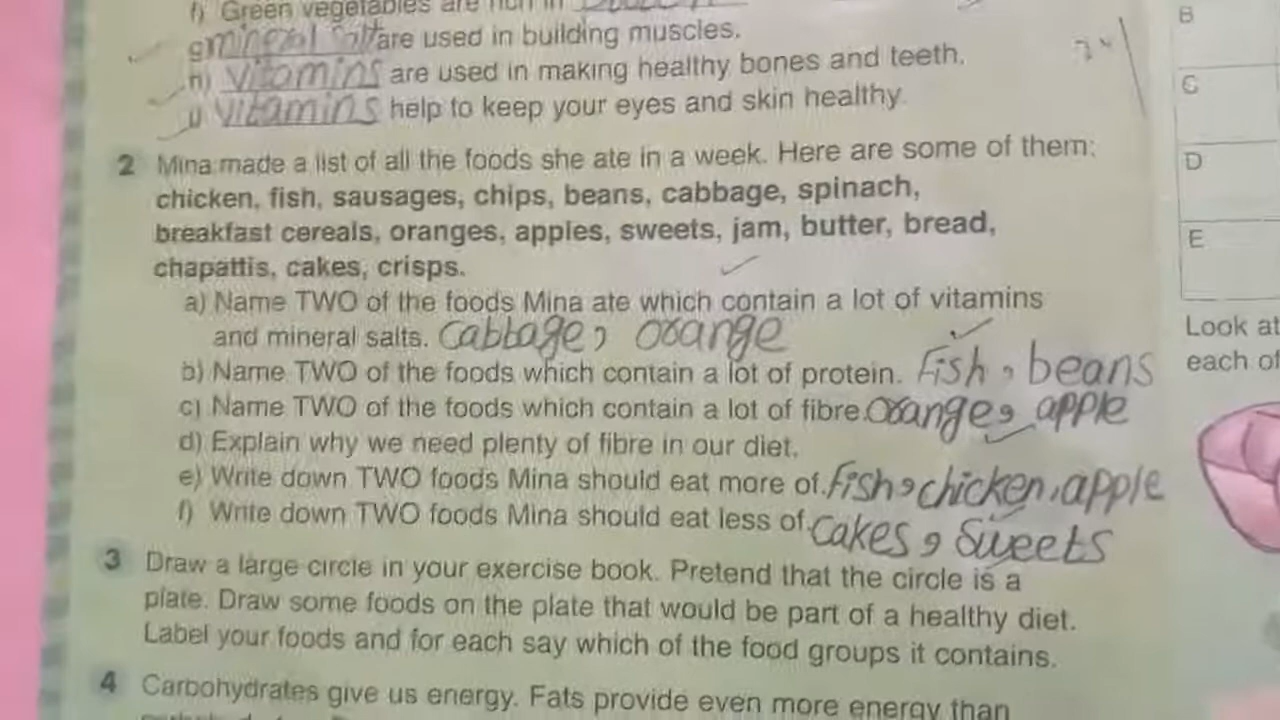 f) Green vegetables are rich in
g) mineral salt are used in building muscles.
h) vitamins are used in making healthy bones and teeth.
i) vitamins help to keep your eyes and skin healthy.
2 Mina made a list of all the foods she ate in a week. Here are some of them:
chicken, fish, sausages, chips, beans, cabbage, spinach,
breakfast cereals, oranges, apples, sweets, jam, butter, bread,
chapattis, cakes, crisps.
a) Name TWO of the foods Mina ate which contain a lot of vitamins
and mineral salts. Cabbage, orange
b) Name TWO of the foods which contain a lot of protein. Fish, beans
c) Name TWO of the foods which contain a lot of fibre. Orange, apple
d) Explain why we need plenty of fibre in our diet.
e) Write down TWO foods Mina should eat more of. Fish, chicken, apple
f) Write down TWO foods Mina should eat less of. Cakes, Sweets
3 Draw a large circle in your exercise book. Pretend that the circle is a
plate. Draw some foods on the plate that would be part of a healthy diet.
Label your foods and for each say which of the food groups it contains.
4 Carbohydrates give us energy. Fats provide even more energy than
B
C
D
E
Look at
each of